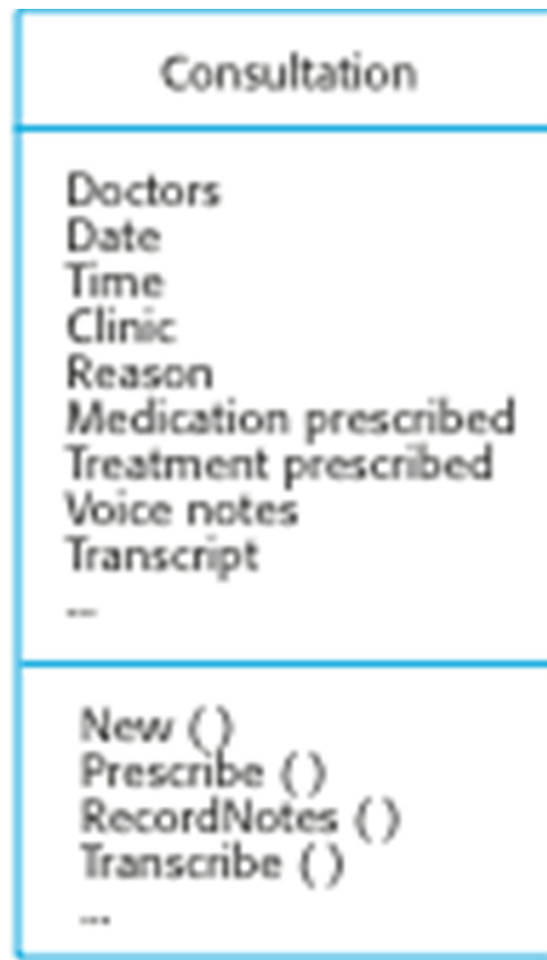 Consultation
Doctors
Date
Time
Clinic
Reason
Medication prescribed
Treatment prescribed
Voice notes
Transcript
...
New ( )
Prescribe ( )
RecordNotes ( )
Transcribe ( )
...